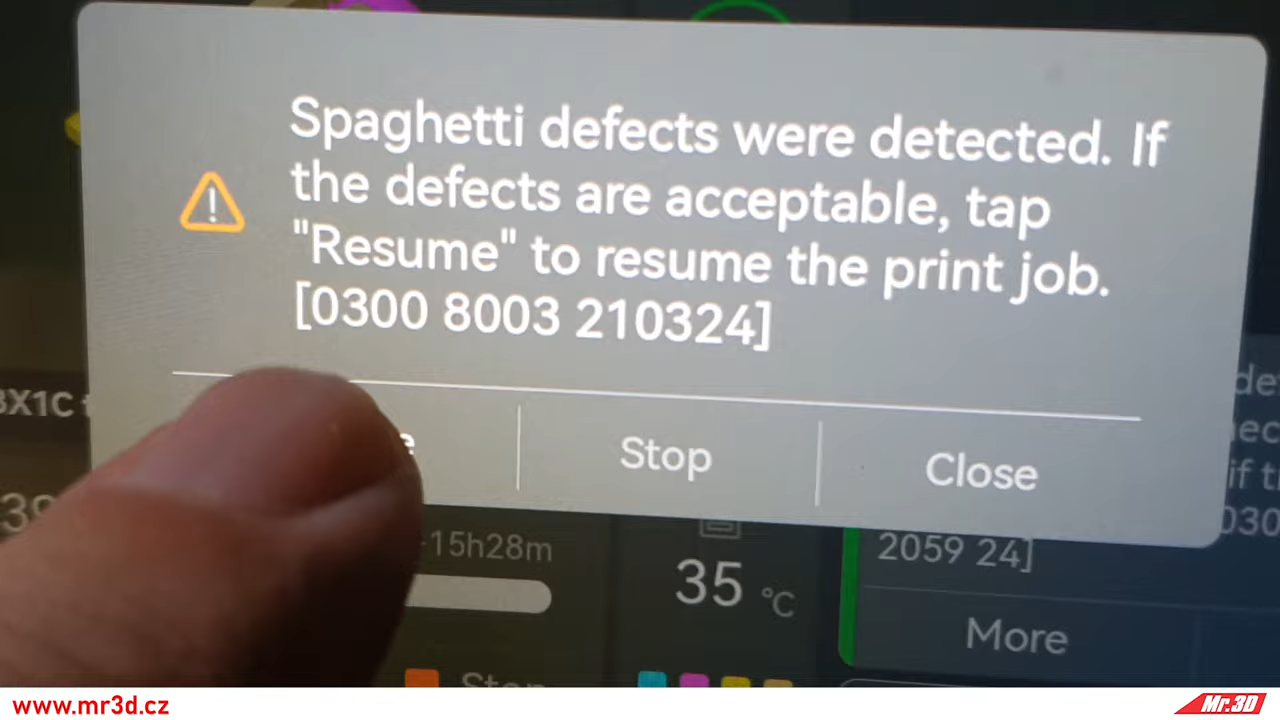 Spaghetti defects were detected. If
the defects are acceptable, tap
"Resume" to resume the print job.
[0300 8003 210324]
Stop
Close
-15h28m
35 °C
2059 24]
More
www.mr3d.cz
Mr.3D